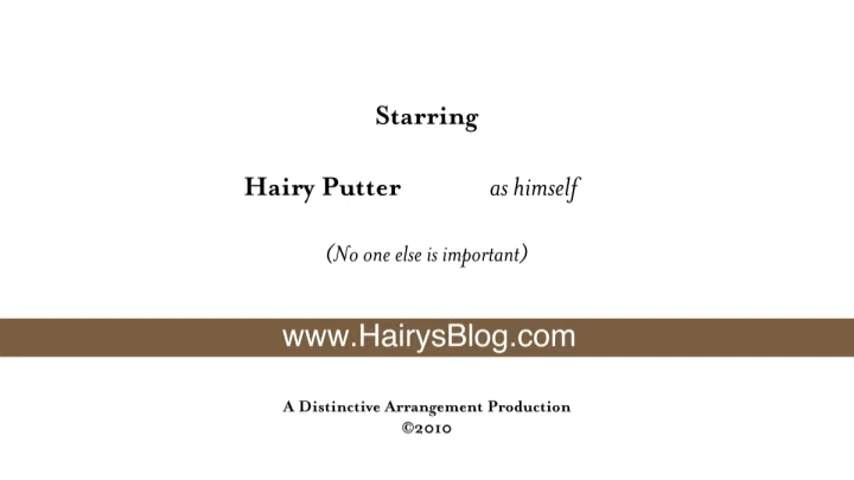 Starring
Hairy Putter as himself
(No one else is important)
www.HairysBlog.com
A Distinctive Arrangement Production
©2010